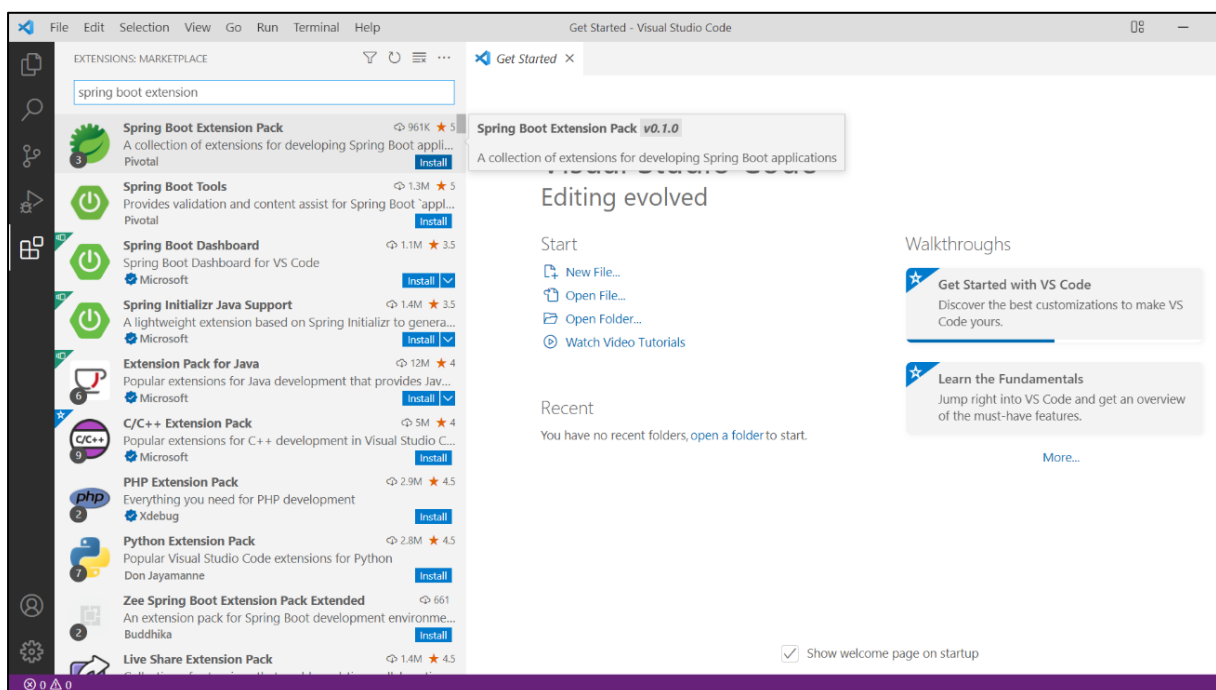 File Edit Selection View Go Run Terminal Help
Get Started - Visual Studio Code
EXTENSIONS: MARKETPLACE
spring boot extension
Spring Boot Extension Pack 961K ★ 5
A collection of extensions for developing Spring Boot appli...
3
Pivotal Install
Spring Boot Tools 1.3M ★ 5
Provides validation and content assist for Spring Boot `appl...
Pivotal Install
Spring Boot Dashboard 1.1M ★ 3.5
Spring Boot Dashboard for VS Code
Microsoft Install
Spring Initializr Java Support 1.4M ★ 3.5
A lightweight extension based on Spring Initializr to genera...
Microsoft Install
Extension Pack for Java 12M ★ 4
Popular extensions for Java development that provides Jav...
6
Microsoft Install
C/C++ Extension Pack 5M ★ 4
C/C++
Popular extensions for C++ development in Visual Studio C...
9
Microsoft Install
PHP Extension Pack 2.9M ★ 4.5
php
Everything you need for PHP development
2
Xdebug Install
Python Extension Pack 2.8M ★ 4.5
Popular Visual Studio Code extensions for Python
7
Don Jayamanne Install
Zee Spring Boot Extension Pack Extended 661
An extension pack for Spring Boot development environme...
2
Buddhika Install
Live Share Extension Pack 1.4M ★ 4.5
0 0
Get Started
Spring Boot Extension Pack v0.1.0
A collection of extensions for developing Spring Boot applications
Editing evolved
Start
New File...
Open File...
Open Folder...
Watch Video Tutorials
Recent
You have no recent folders, open a folder to start.
Walkthroughs
Get Started with VS Code
Discover the best customizations to make VS
Code yours.
Learn the Fundamentals
Jump right into VS Code and get an overview
of the must-have features.
More...
Show welcome page on startup